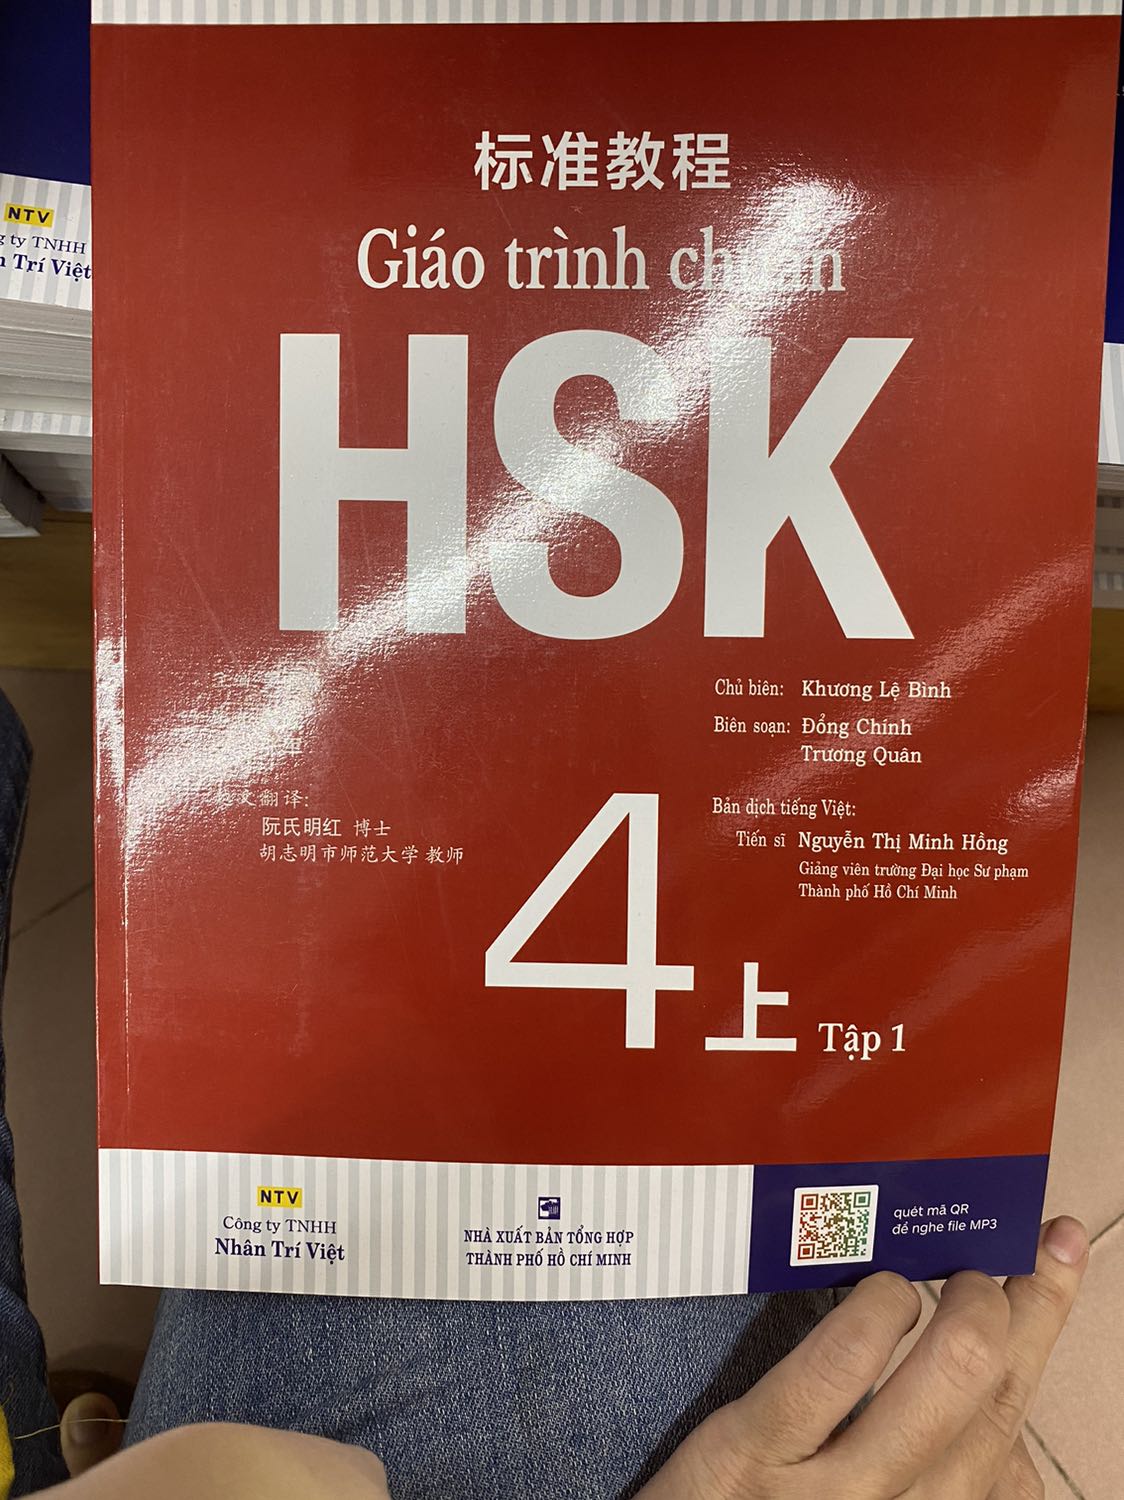 标准教程
Giáo trình chuẩn
HSK
Chủ biên: Khương Lệ Bình
Biên soạn: Đổng Chính
Trương Quân
军
文翻译:
阮氏明红 博士
胡志明市师范大学 教师
Bản dịch tiếng Việt:
Tiến sĩ Nguyễn Thị Minh Hồng
Giảng viên trường Đại học Sư phạm
Thành phố Hồ Chí Minh
4上 Tập 1
NTV
Công ty TNHH
Nhân Trí Việt
NHÀ XUẤT BẢN TỔNG HỢP
THÀNH PHỐ HỒ CHÍ MINH
quét mã QR
để nghe file MP3
NTV
ty TNHH
Trí Việt